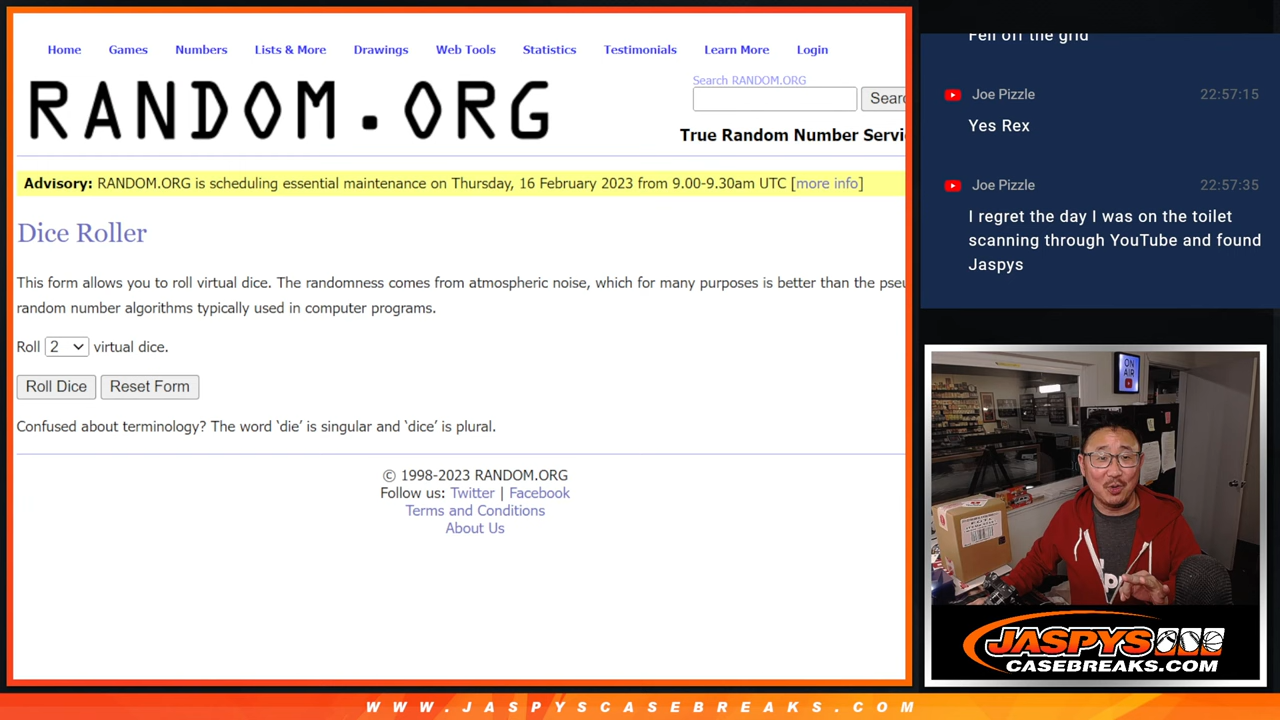 Home Games Numbers Lists & More Drawings Web Tools Statistics Testimonials Learn More Login
RANDOM.ORG
Search RANDOM.ORG
Searc
True Random Number Servi
Advisory: RANDOM.ORG is scheduling essential maintenance on Thursday, 16 February 2023 from 9.00-9.30am UTC [more info]
Dice Roller
This form allows you to roll virtual dice. The randomness comes from atmospheric noise, which for many purposes is better than the pseu
random number algorithms typically used in computer programs.
Roll 2 virtual dice.
Roll Dice Reset Form
Confused about terminology? The word ‘die’ is singular and ‘dice’ is plural.
© 1998-2023 RANDOM.ORG
Follow us: Twitter | Facebook
Terms and Conditions
About Us
Fell off the grid
Joe Pizzle 22:57:15
Yes Rex
Joe Pizzle 22:57:35
I regret the day I was on the toilet
scanning through YouTube and found
Jaspys
ON
AIR
JASPYS
CASEBREAKS.COM
WWW.JASPYSCASEBREAKS.COM